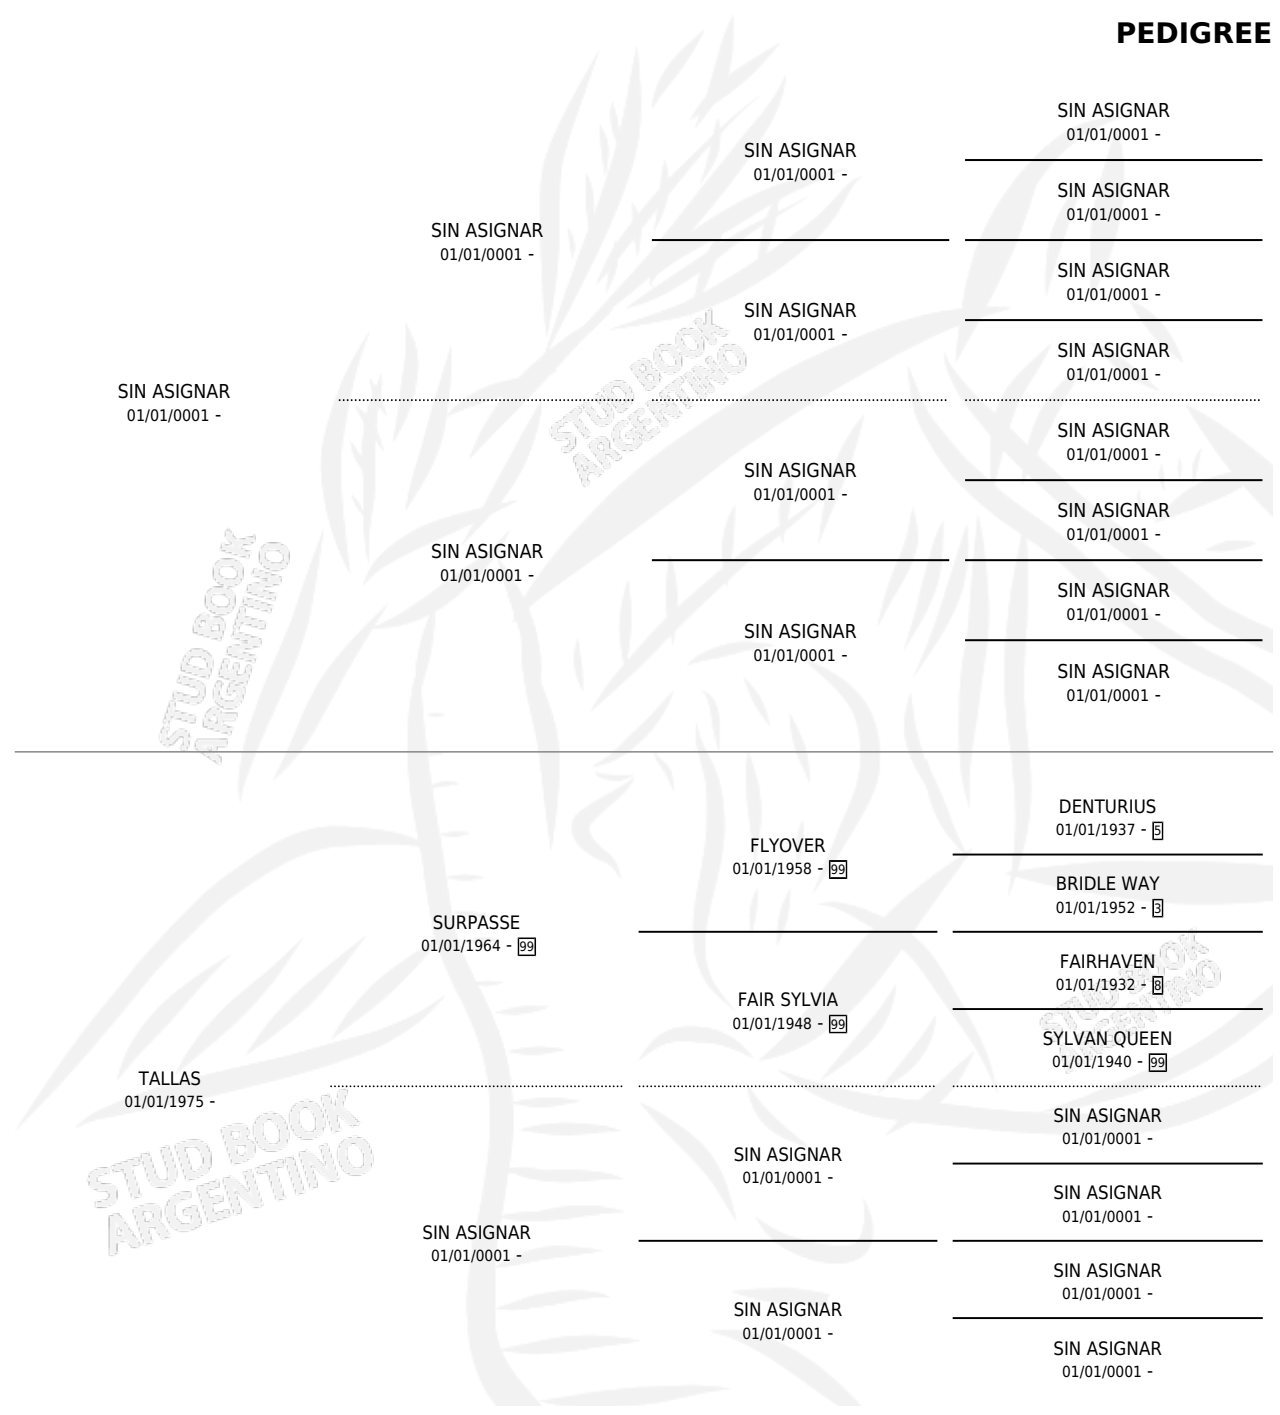 PEDIGREE
SIN ASIGNAR
01/01/0001 -
SIN ASIGNAR
01/01/0001 -
SIN ASIGNAR
01/01/0001 -
SIN ASIGNAR
01/01/0001 -
SIN ASIGNAR
01/01/0001 -
SIN ASIGNAR
01/01/0001 -
SIN ASIGNAR
01/01/0001 -
SIN ASIGNAR
01/01/0001 -
SIN ASIGNAR
01/01/0001 -
SIN ASIGNAR
01/01/0001 -
SIN ASIGNAR
01/01/0001 -
SIN ASIGNAR
01/01/0001 -
SIN ASIGNAR
01/01/0001 -
SIN ASIGNAR
01/01/0001 -
SIN ASIGNAR
01/01/0001 -
STUD BOOK
ARGENTINO
STUD BOOK
ARGENTINO
DENTURIUS
01/01/1937 - 5
FLYOVER
01/01/1958 - 99
BRIDLE WAY
01/01/1952 - 3
SURPASSE
01/01/1964 - 99
FAIRHAVEN
01/01/1932 - 8
FAIR SYLVIA
01/01/1948 - 99
SYLVAN QUEEN
01/01/1940 - 99
STUD BOOK
ARGENTINO
TALLAS
01/01/1975 -
STUD BOOK
ARGENTINO
SIN ASIGNAR
01/01/0001 -
SIN ASIGNAR
01/01/0001 -
SIN ASIGNAR
01/01/0001 -
SIN ASIGNAR
01/01/0001 -
SIN ASIGNAR
01/01/0001 -
SIN ASIGNAR
01/01/0001 -
SIN ASIGNAR
01/01/0001 -